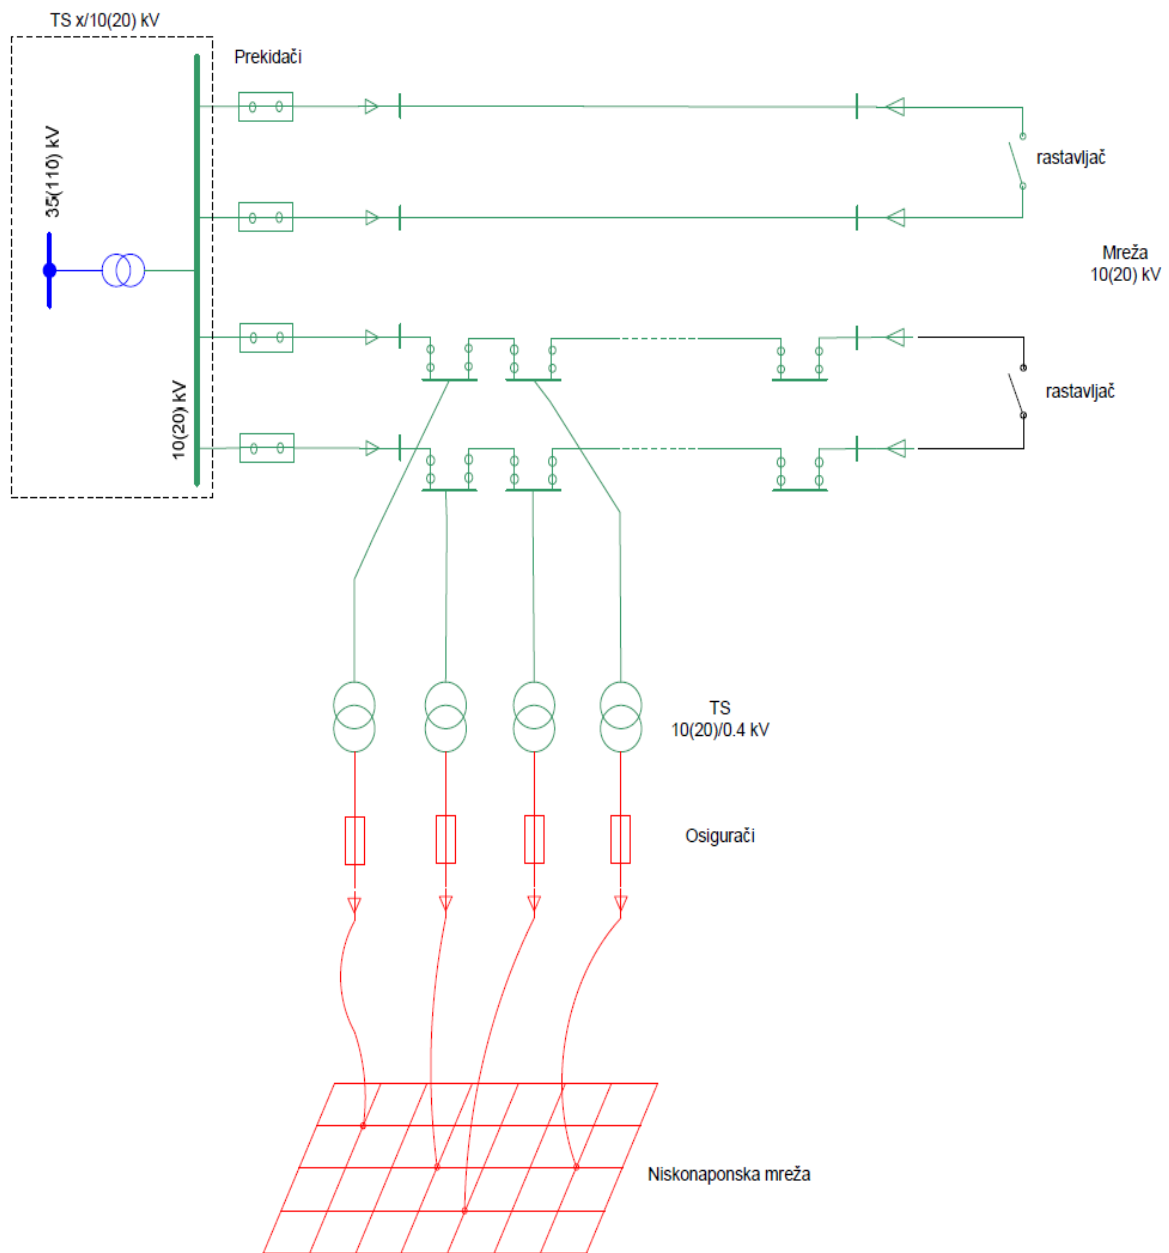 TS x/10(20) kV
Prekidači
35(110) kV
rastavljač
Mreža
10(20) kV
10(20) kV
rastavljač
TS
10(20)/0.4 kV
Osigurači
Niskonaponska mreža